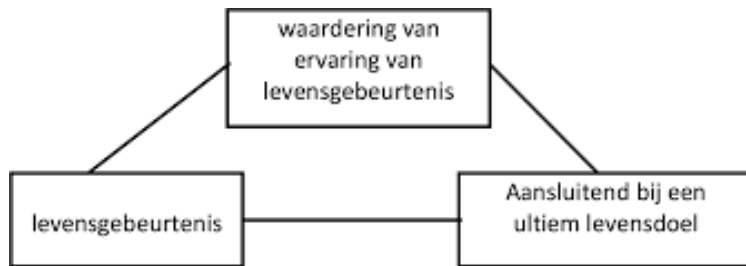 waardering van
ervaring van
levensgebeurtenis
levensgebeurtenis
Aansluitend bij een
ultiem levensdoel